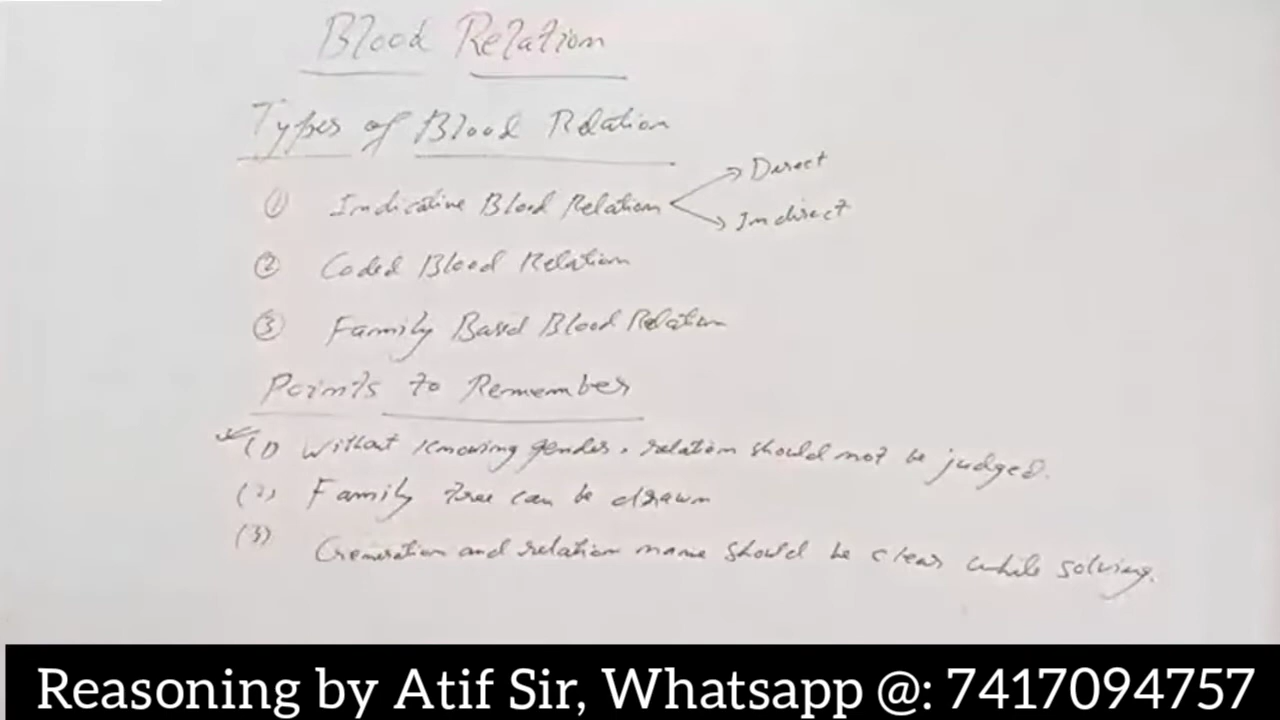 Blood Relation
Types of Blood Relation
① Indicative Blood Relation
Direct
Indirect
② Coded Blood Relation
③ Family Based Blood Relation
Points to Remember
(1) Without knowing gender, relation should not be judged.
(2) Family tree can be drawn
(3) Generation and relation name should be clear while solving.
Reasoning by Atif Sir, Whatsapp @: 7417094757